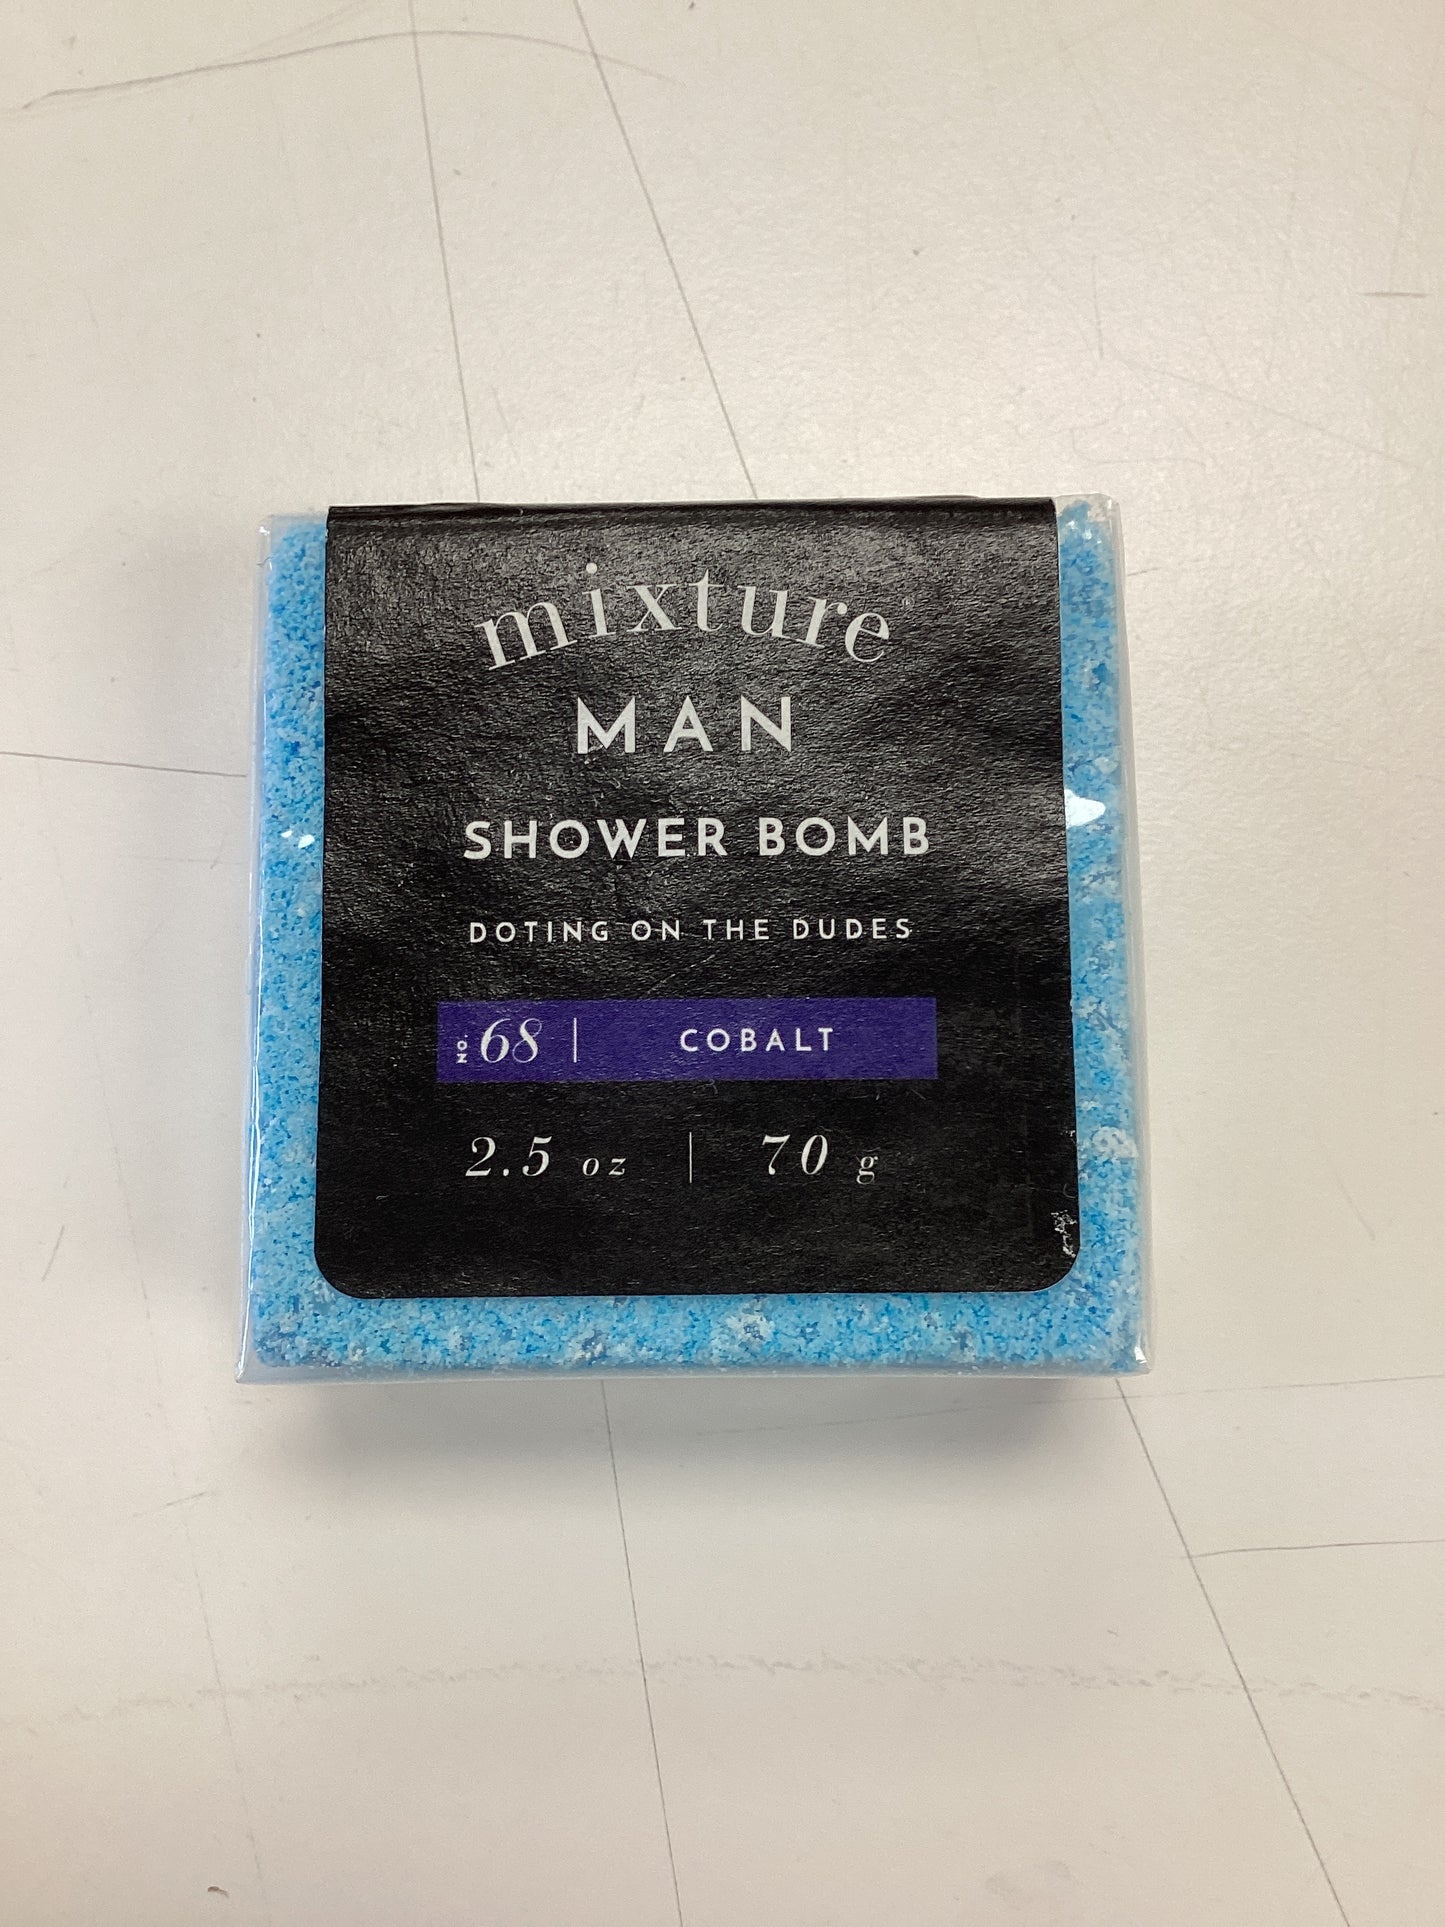 mixture®
MAN
SHOWER BOMB
DOTING ON THE DUDES
NO. 68 | COBALT
2.5 oz | 70 g